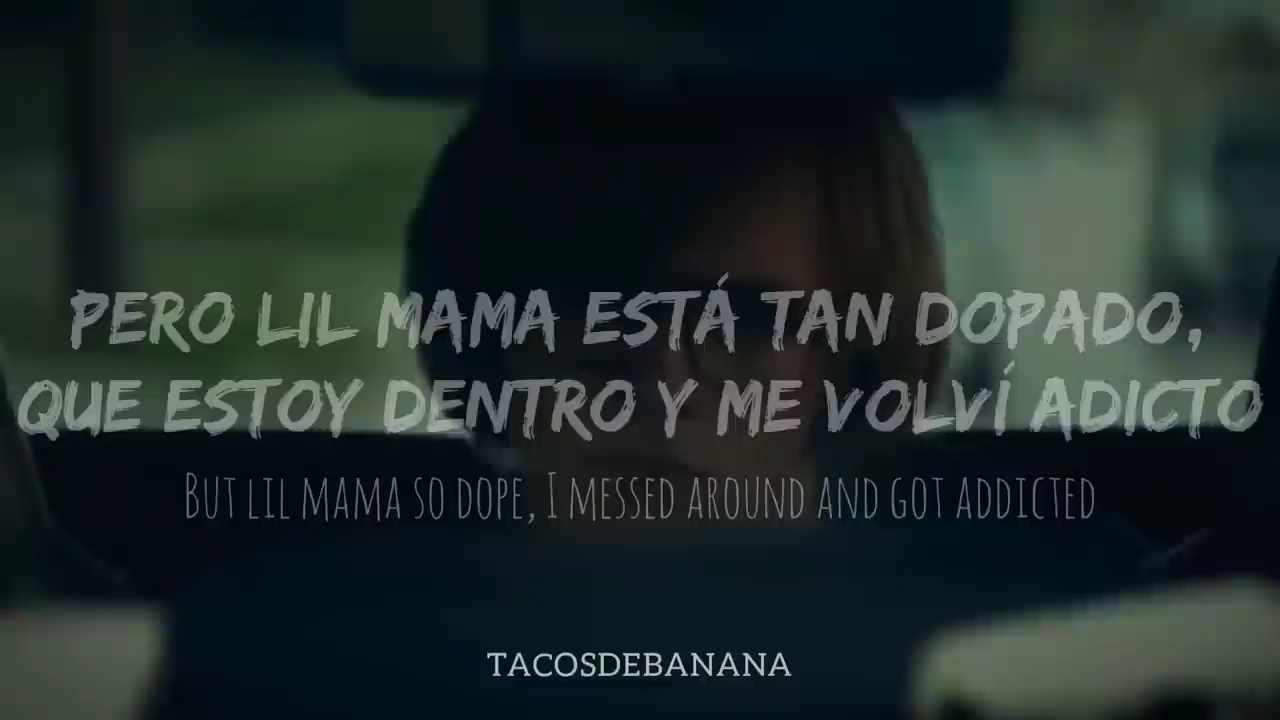 PERO LIL MAMA ESTÁ TAN DOPADO,
QUE ESTOY DENTRO Y ME VOLVÍ ADICTO
BUT LIL MAMA SO DOPE, I MESSED AROUND AND GOT ADDICTED
TACOSDEBANANA